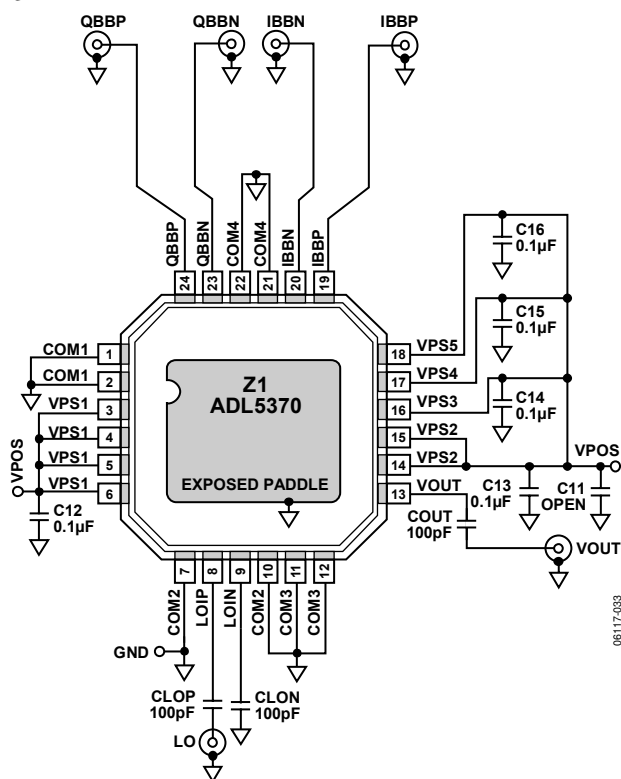 QBBP
QBBN
IBBN
IBBP
QBBP
QBBN
COM4
COM4
IBBN
IBBP
24
23
22
21
20
19
C16
0.1µF
C15
0.1µF
C14
0.1µF
COM1
1
COM1
2
VPS1
3
VPS1
4
VPS1
5
VPS1
6
VPOS
C12
0.1µF
Z1
ADL5370
EXPOSED PADDLE
18
VPS5
17
VPS4
16
VPS3
15
VPS2
14
VPS2
13
VOUT
VPOS
C13
0.1µF
C11
OPEN
COUT
100pF
VOUT
7
8
9
10
11
12
COM2
LOIP
LOIN
COM2
COM3
COM3
GND
CLOP
100pF
CLON
100pF
LO
06117-033